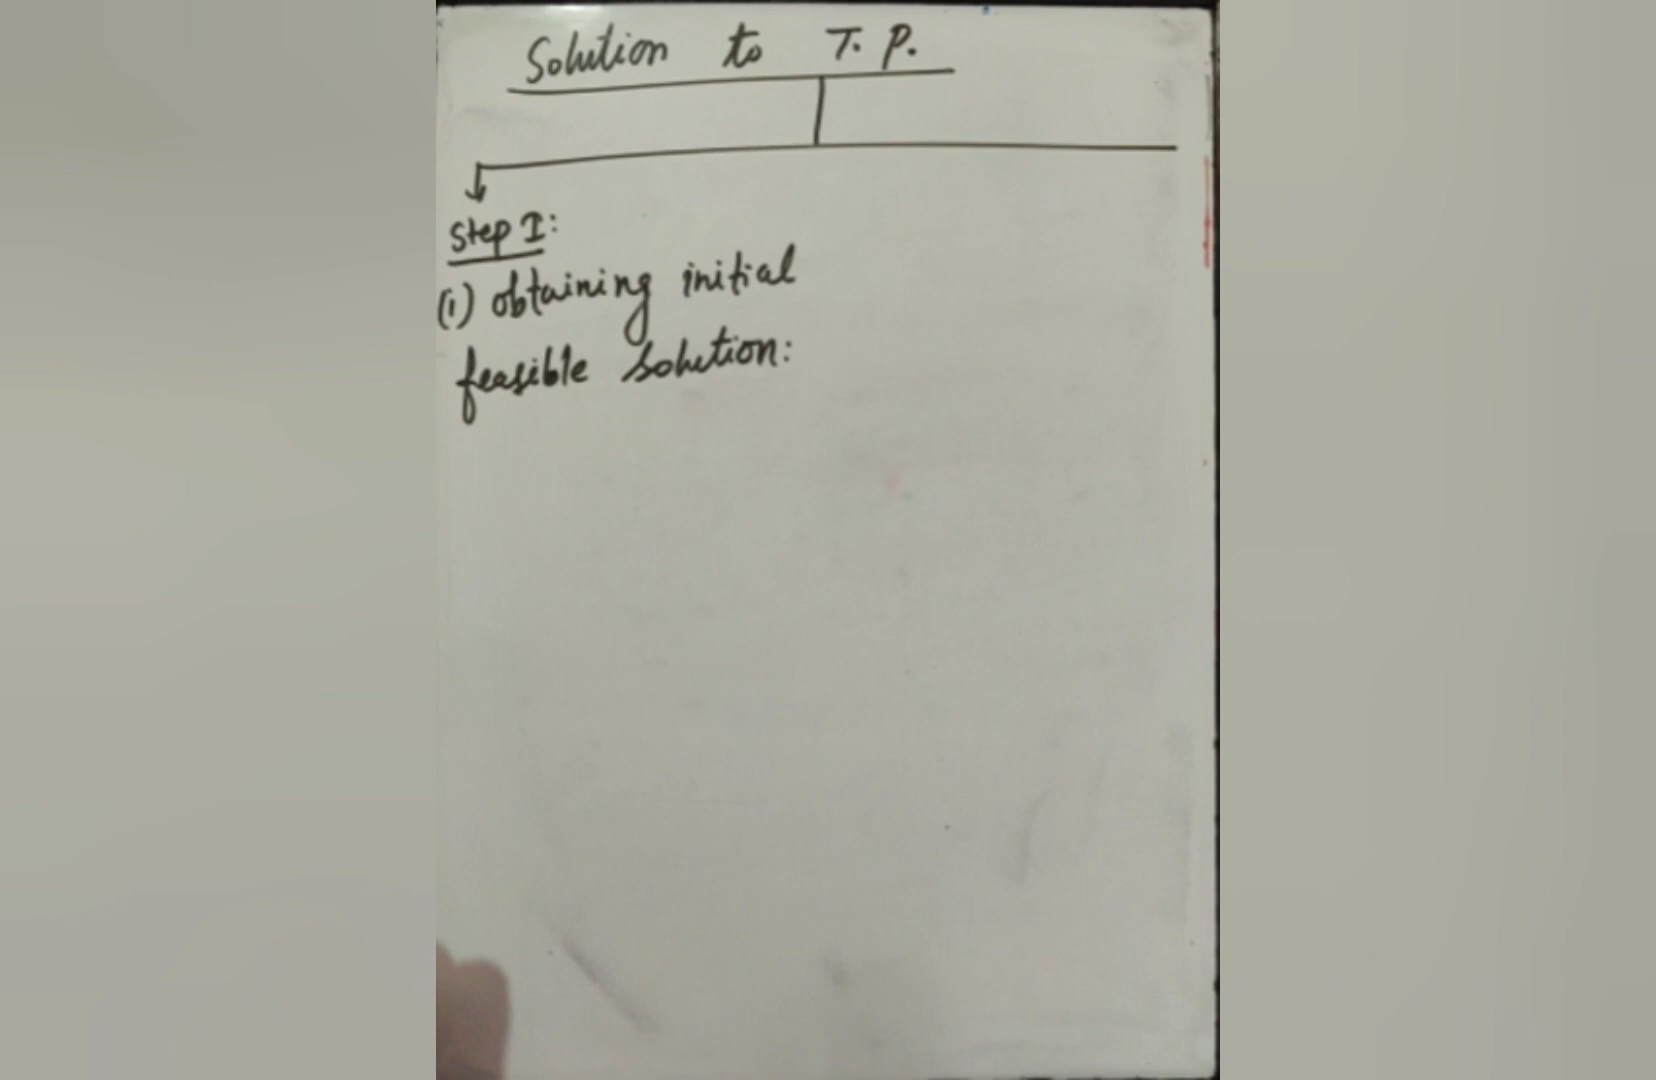 Solution to T. P.
Step I:
(1) obtaining initial
feasible solution: